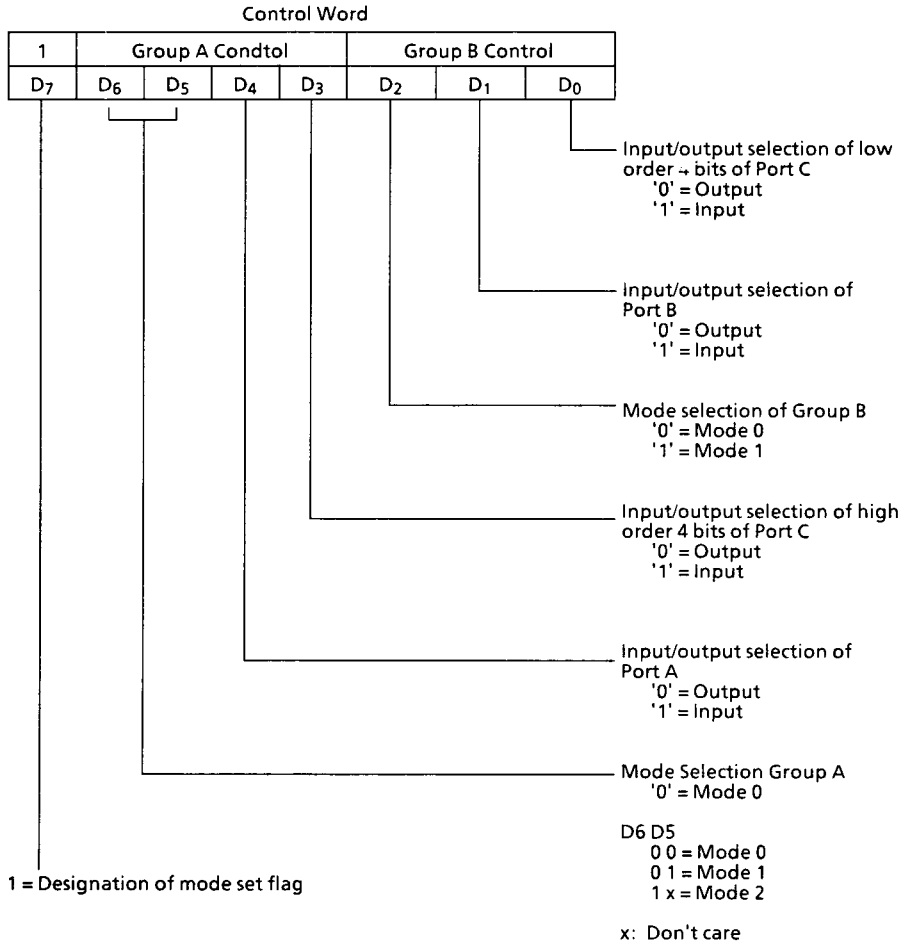 Control Word
1 Group A Condtol Group B Control
D7 D6 D5 D4 D3 D2 D1 D0
Input/output selection of low
order 4 bits of Port C
'0' = Output
'1' = Input
Input/output selection of
Port B
'0' = Output
'1' = Input
Mode selection of Group B
'0' = Mode 0
'1' = Mode 1
Input/output selection of high
order 4 bits of Port C
'0' = Output
'1' = Input
Input/output selection of
Port A
'0' = Output
'1' = Input
Mode Selection Group A
'0' = Mode 0
D6 D5
0 0 = Mode 0
0 1 = Mode 1
1 x = Mode 2
1 = Designation of mode set flag
x: Don't care